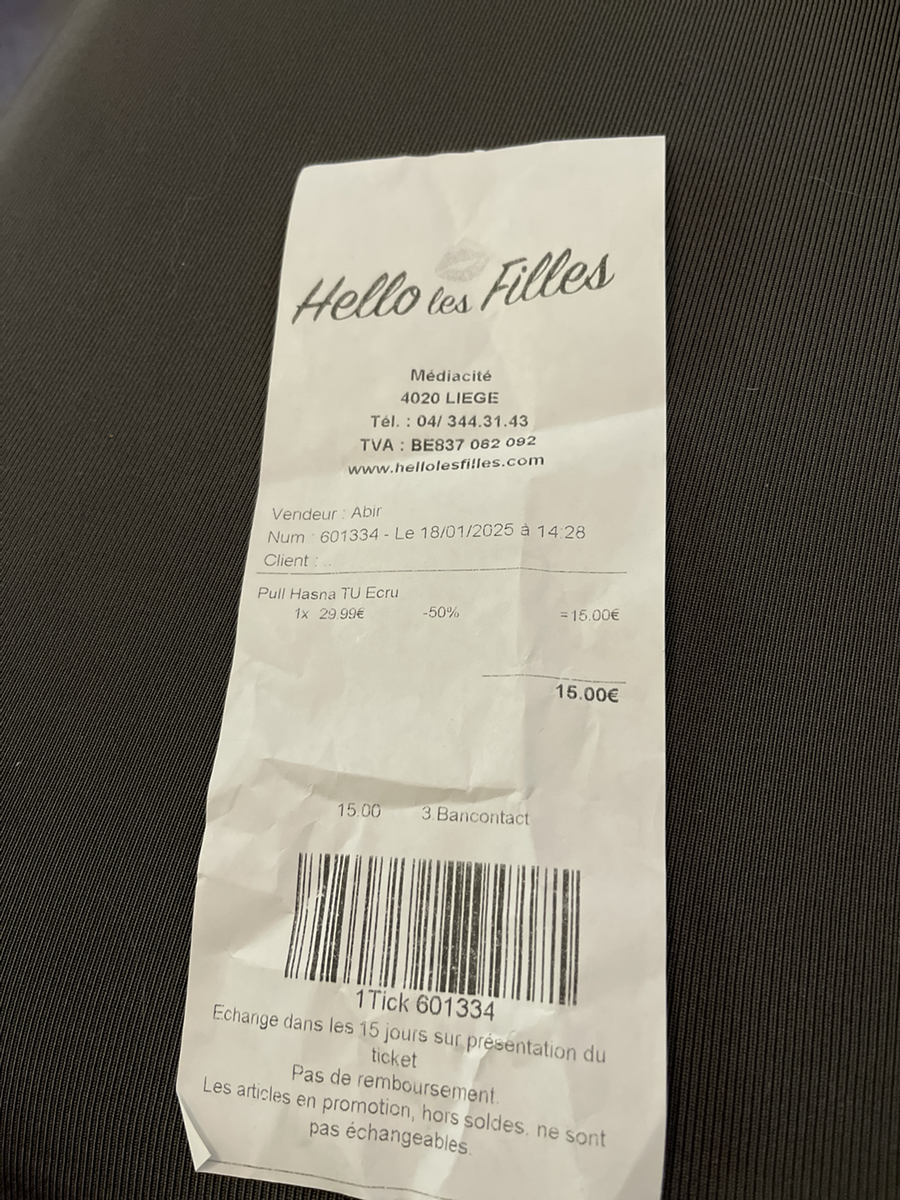 Hello les Filles
Médiacité
4020 LIEGE
Tél. : 04/ 344.31.43
TVA : BE837 062 092
www.hellolesfilles.com
Vendeur : Abir
Num : 601334 - Le 18/01/2025 à 14:28
Client : ..
Pull Hasna TU Ecru
1x 29.99€ -50% =15.00€
15.00€
15.00 3.Bancontact
1Tick 601334
Echange dans les 15 jours sur présentation du
ticket
Pas de remboursement.
Les articles en promotion, hors soldes, ne sont
pas échangeables.